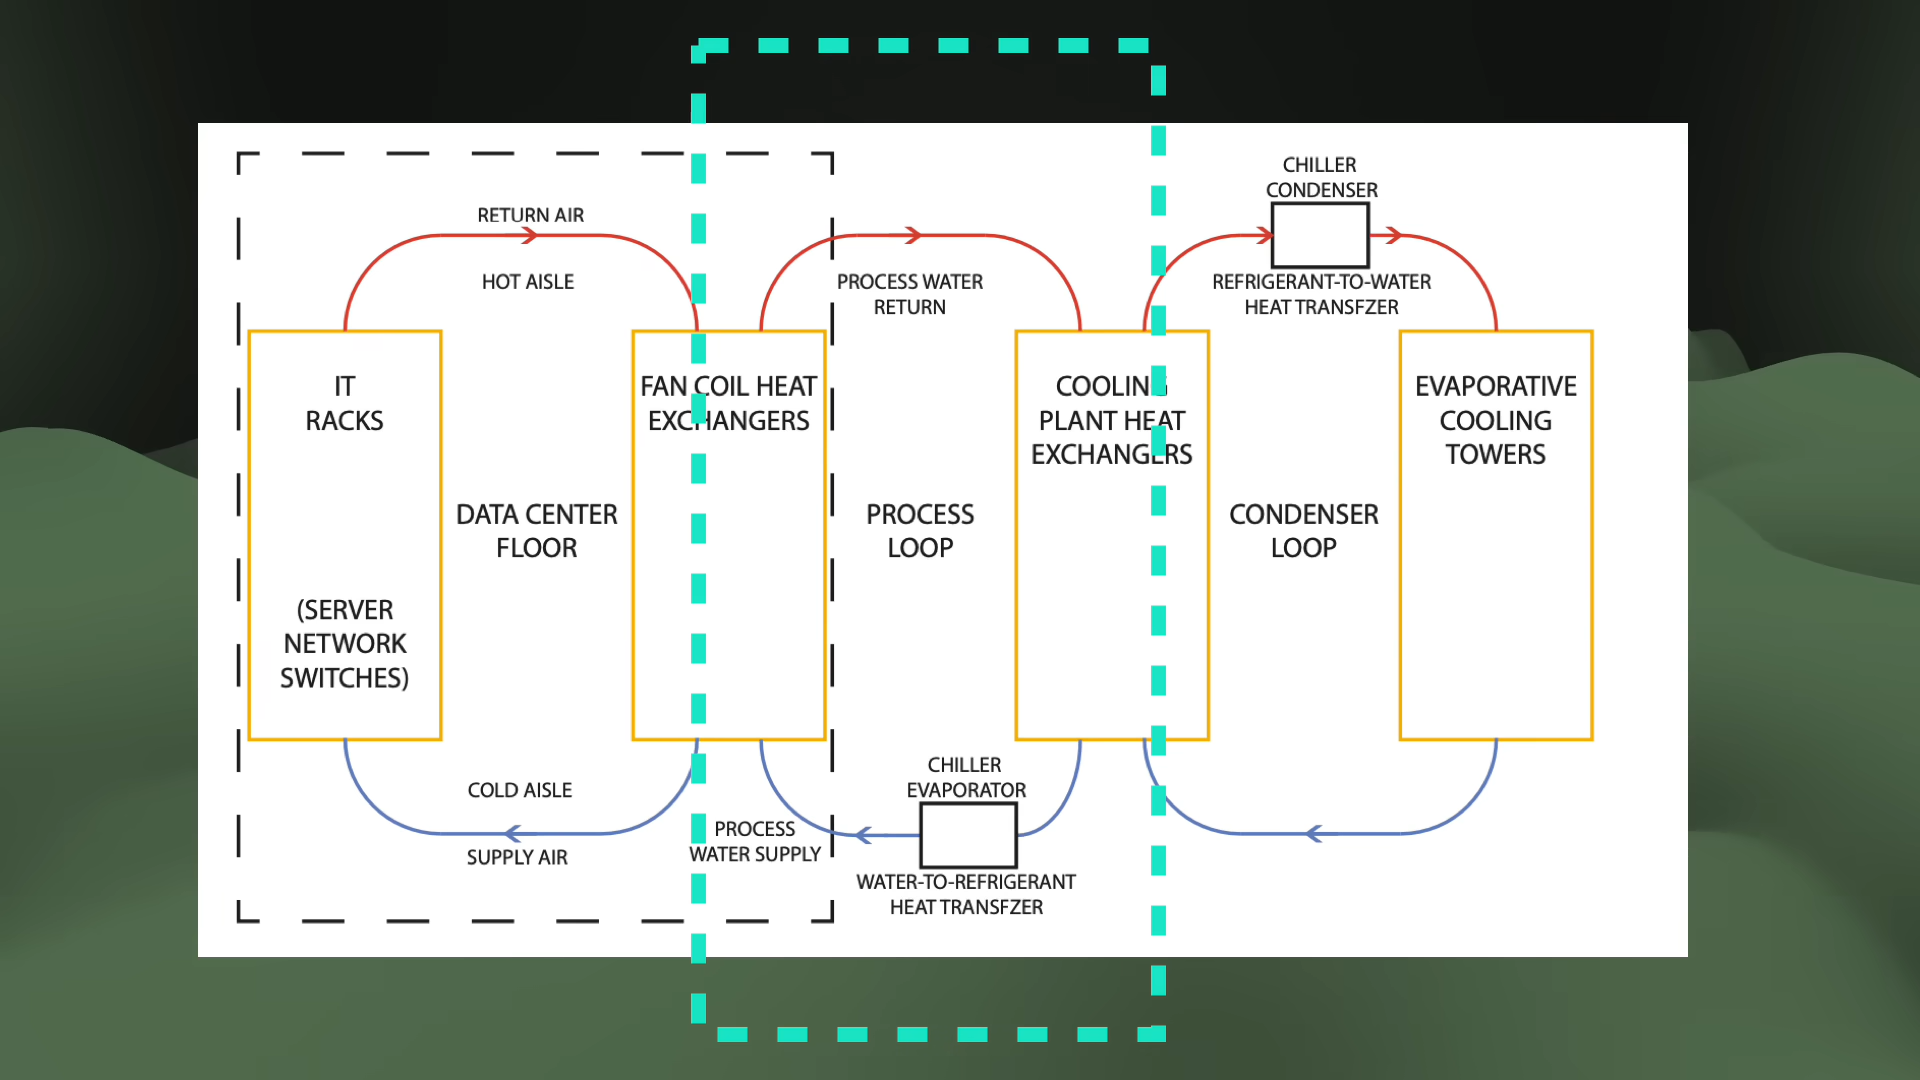 RETURN AIR
HOT AISLE
PROCESS WATER
RETURN
CHILLER
CONDENSER
REFRIGERANT-TO-WATER
HEAT TRANSFZER
IT
RACKS
(SERVER
NETWORK
SWITCHES)
DATA CENTER
FLOOR
FAN COIL HEAT
EXCHANGERS
PROCESS
LOOP
COOLING
PLANT HEAT
EXCHANGERS
CONDENSER
LOOP
EVAPORATIVE
COOLING
TOWERS
COLD AISLE
SUPPLY AIR
PROCESS
WATER SUPPLY
CHILLER
EVAPORATOR
WATER-TO-REFRIGERANT
HEAT TRANSFZER